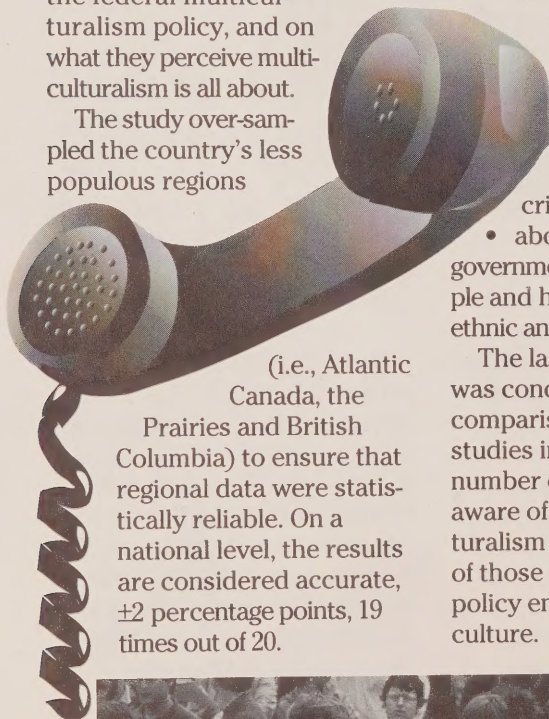 turalism policy, and on
what they perceive multi-
culturalism is all about.
The study over-sam-
pled the country's less
populous regions
(i.e., Atlantic
Canada, the
Prairies and British
Columbia) to ensure that
regional data were statis-
tically reliable. On a
national level, the results
are considered accurate,
±2 percentage points, 19
times out of 20.
cri
• abo
governme
ple and h
ethnic an
The la
was cond
comparis
studies i
number
aware of
turalism
of those
policy en
culture.